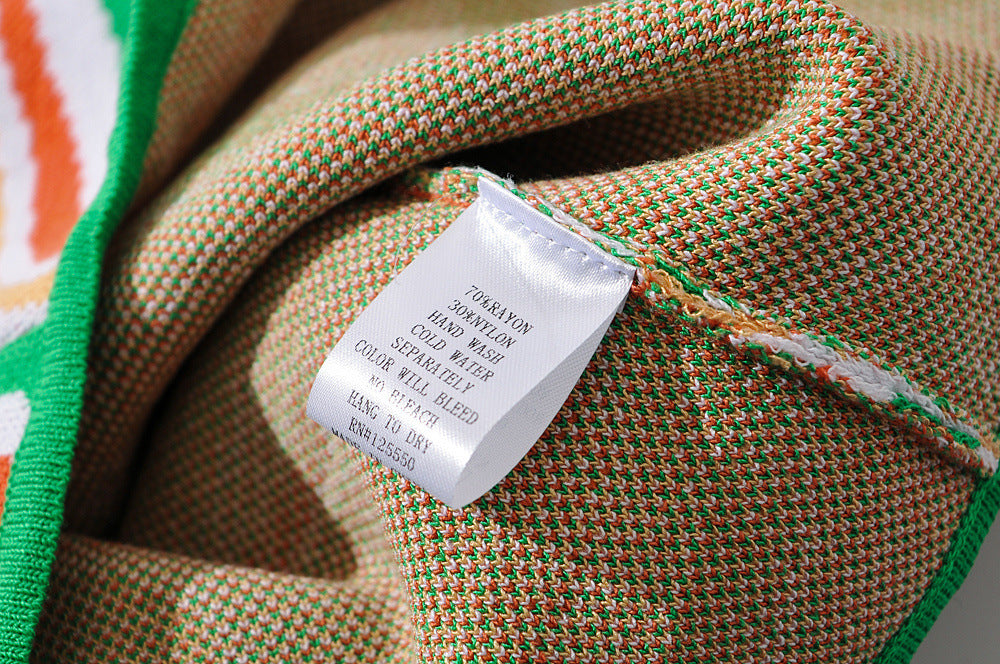 70%RAYON
30%NYLON
HAND WASH
COLD WATER
SEPARATELY
COLOR WILL BLEED
NO BLEACH
HANG TO DRY
RN#125550